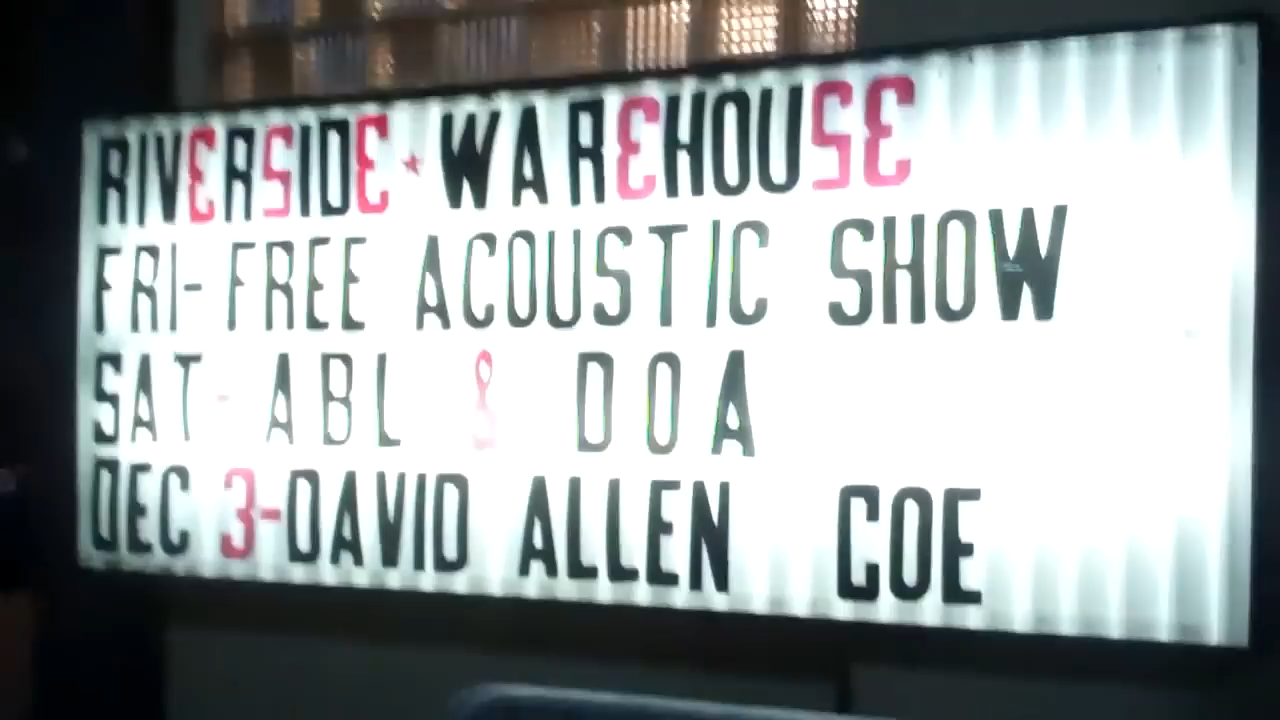 RIVERSIDE★WAREHOUSE
FRI-FREE ACOUSTIC SHOW
SAT-ABL & DOA
DEC 3-DAVID ALLEN COE